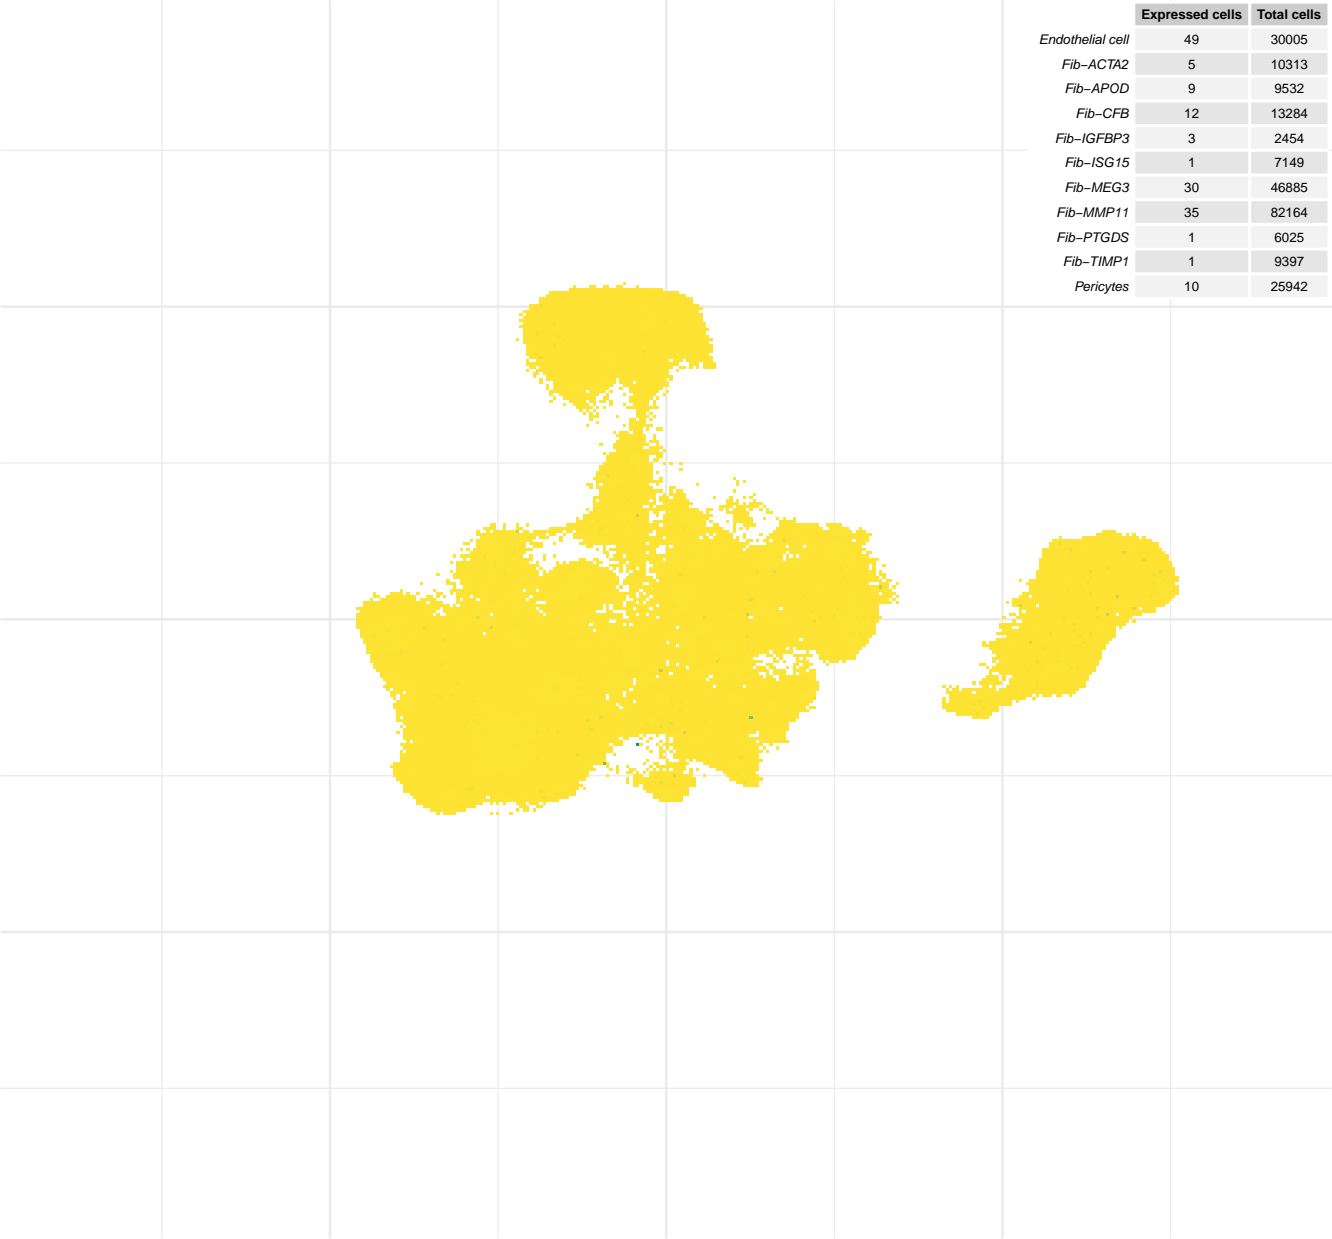 Expressed cells Total cells
Endothelial cell 49 30005
Fib−ACTA2 5 10313
Fib−APOD 9 9532
Fib−CFB 12 13284
Fib−IGFBP3 3 2454
Fib−ISG15 1 7149
Fib−MEG3 30 46885
Fib−MMP11 35 82164
Fib−PTGDS 1 6025
Fib−TIMP1 1 9397
Pericytes 10 25942